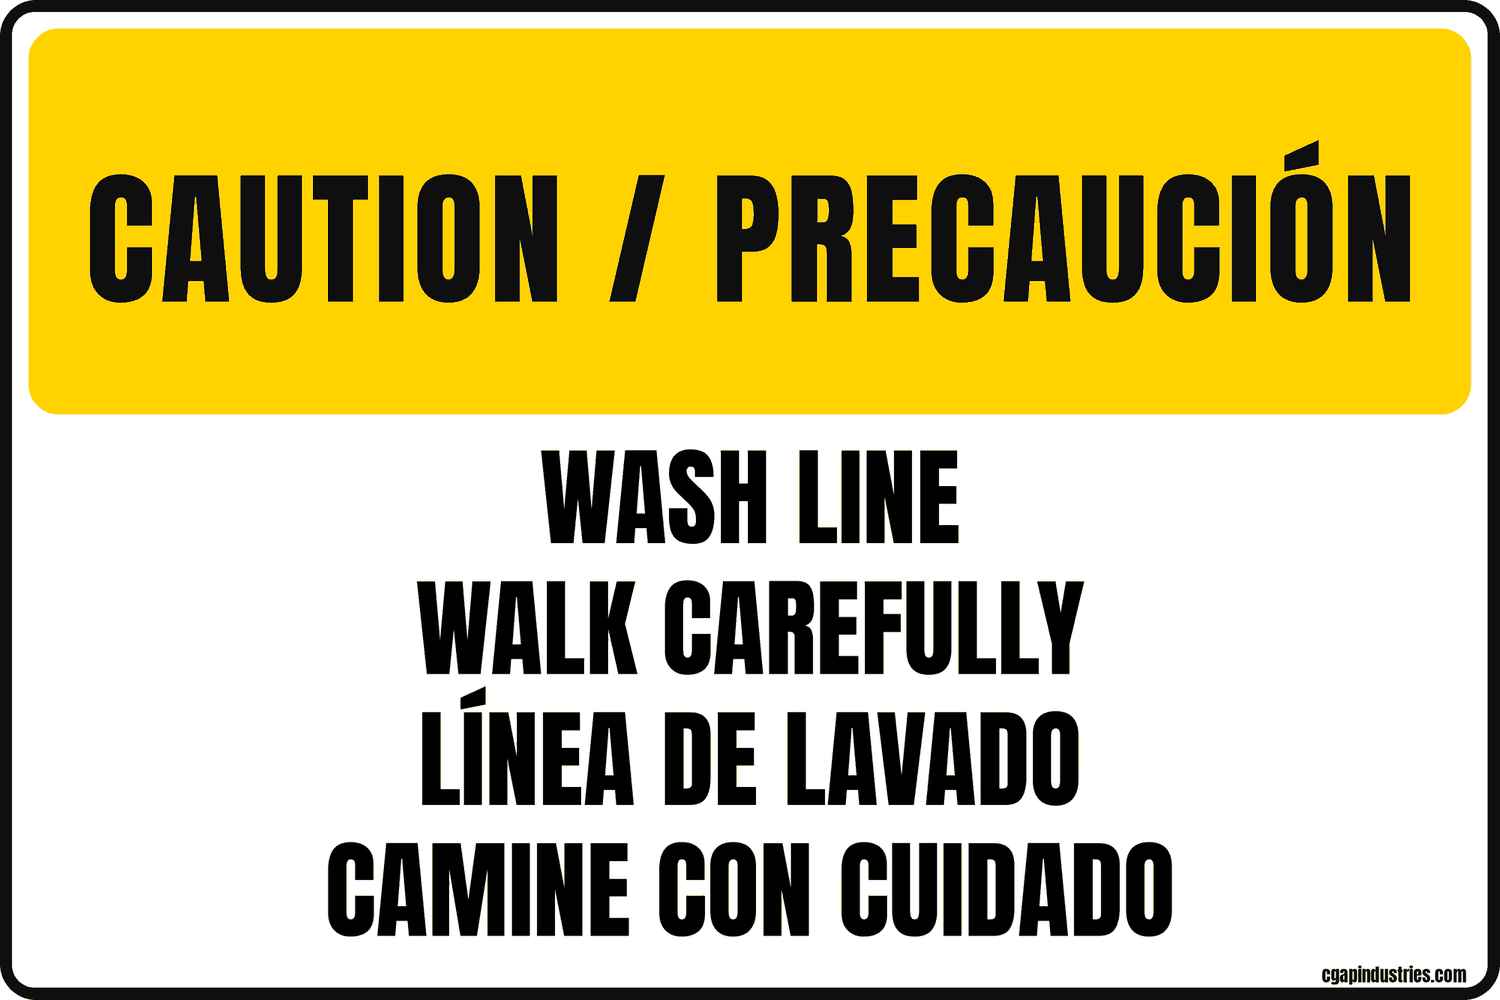 CAUTION / PRECAUCIÓN
WASH LINE
WALK CAREFULLY
LÍNEA DE LAVADO
CAMINE CON CUIDADO
cgapindustries.com